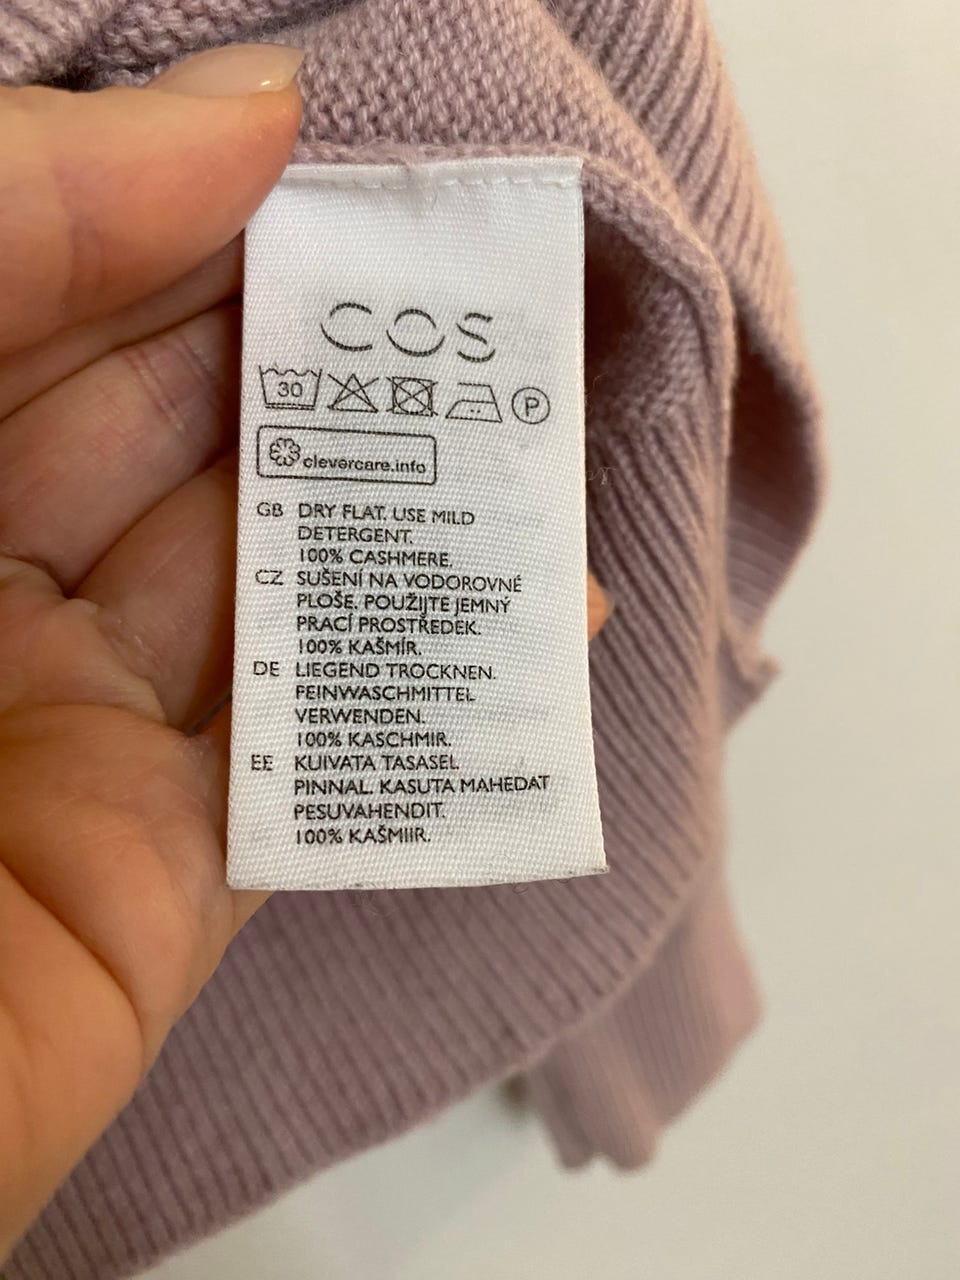 COS
30
P
clevercare.info
GB DRY FLAT. USE MILD
DETERGENT.
100% CASHMERE.
CZ SUŠENÍ NA VODOROVNÉ
PLOŠE. POUŽIJTE JEMNÝ
PRACÍ PROSTŘEDEK.
100% KAŠMÍR.
DE LIEGEND TROCKNEN.
FEINWASCHMITTEL
VERWENDEN.
100% KASCHMIR.
EE KUIVATA TASASEL
PINNAL. KASUTA MAHEDAT
PESUVAHENDIT.
100% KAŠMIIR.